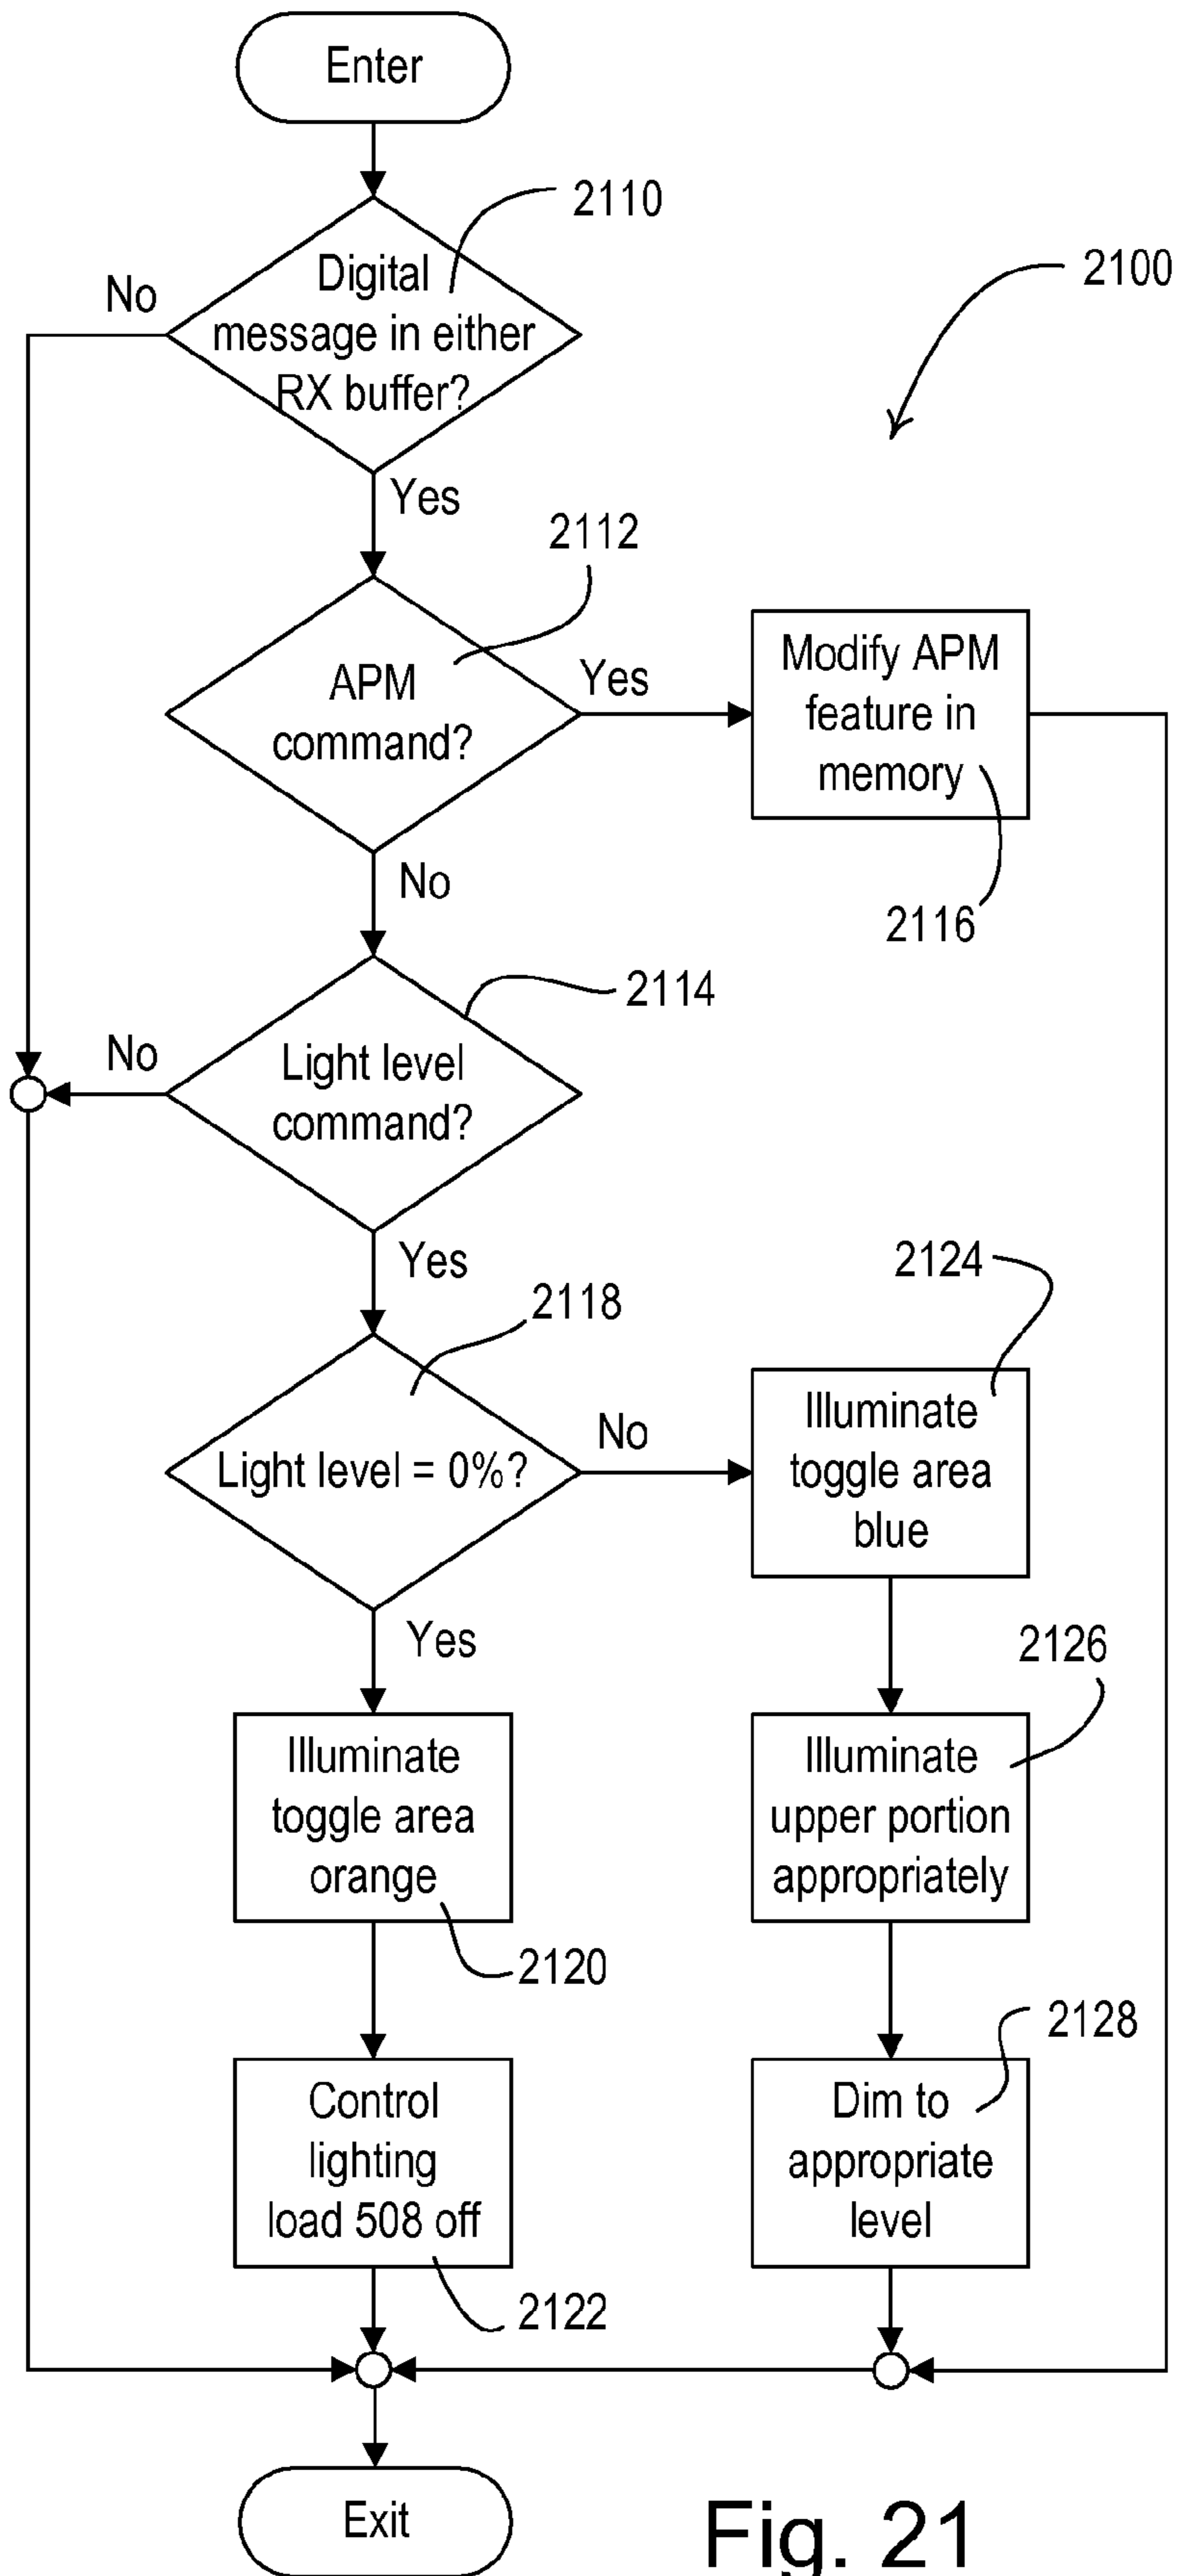 Enter
2110
Digital
message in either
RX buffer?
No
2100
Yes
2112
APM
command?
Yes
Modify APM
feature in
memory
2116
No
2114
Light level
command?
No
Yes
2118
Light level = 0%?
No
2124
Illuminate
toggle area
blue
Yes
2126
Illuminate
toggle area
orange
2120
Illuminate
upper portion
appropriately
2128
Control
lighting
load 508 off
2122
Dim to
appropriate
level
Exit
Fig. 21